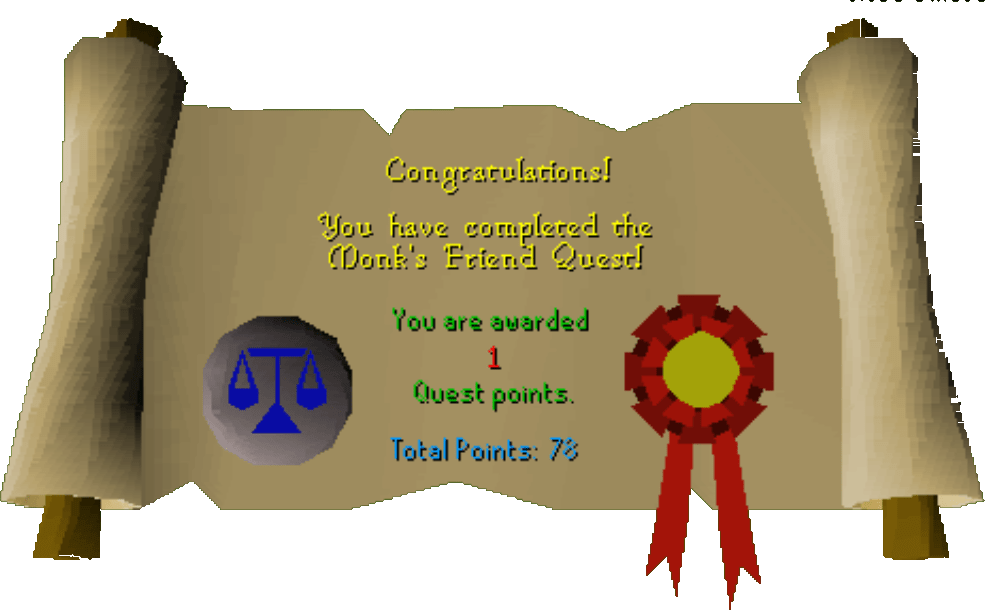 Congratulations!
You have completed the
Monk's Friend Quest!
You are awarded
1
Quest points.
Total Points: 78